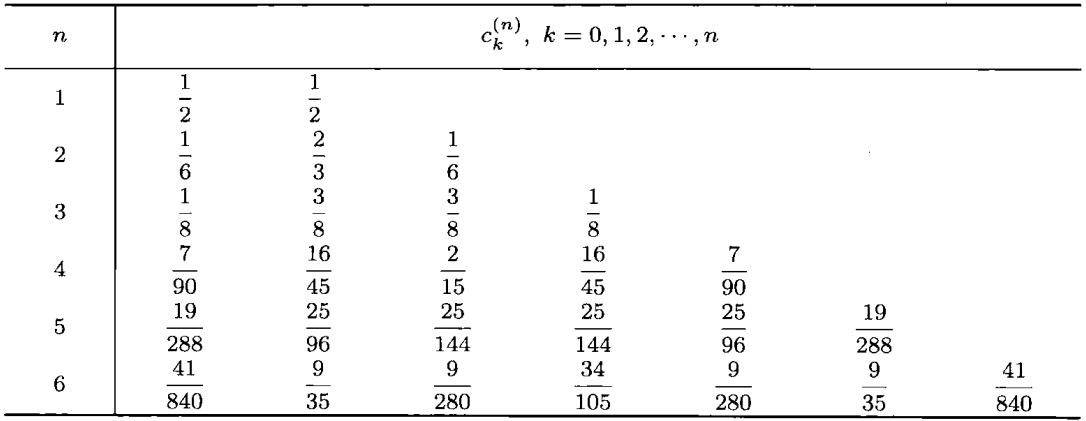 n c_k^{(n)}, k = 0, 1, 2, ⋯, n
1 1/2 1/2
2 1/6 2/3 1/6
3 1/8 3/8 3/8 1/8
4 7/90 16/45 2/15 16/45 7/90
5 19/288 25/96 25/144 25/144 25/96 19/288
6 41/840 9/35 9/280 34/105 9/280 9/35 41/840